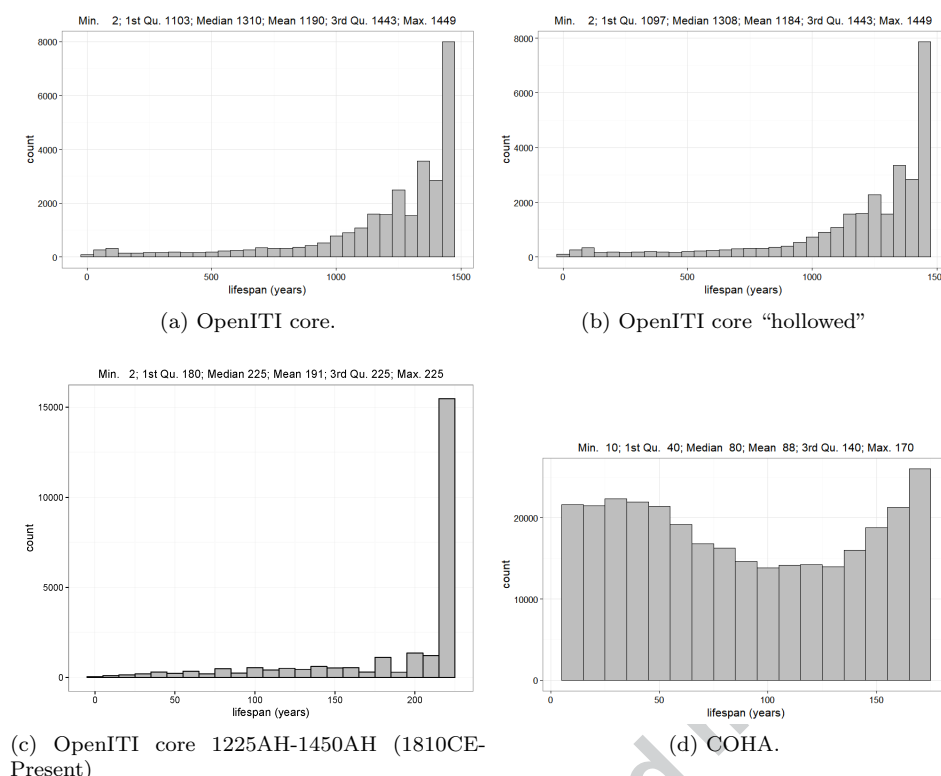 Min. 2; 1st Qu. 1103; Median 1310; Mean 1190; 3rd Qu. 1443; Max. 1449
8000
6000
4000
2000
0
count
0 500 1000 1500
lifespan (years)
(a) OpenITI core.
Min. 2; 1st Qu. 1097; Median 1308; Mean 1184; 3rd Qu. 1443; Max. 1449
8000
6000
4000
2000
0
count
0 500 1000 1500
lifespan (years)
(b) OpenITI core “hollowed”
Min. 2; 1st Qu. 180; Median 225; Mean 191; 3rd Qu. 225; Max. 225
15000
10000
5000
0
count
0 50 100 150 200
lifespan (years)
(c) OpenITI core 1225AH-1450AH (1810CE-
Present)
Min. 10; 1st Qu. 40; Median 80; Mean 88; 3rd Qu. 140; Max. 170
20000
10000
0
count
0 50 100 150
lifespan (years)
(d) COHA.